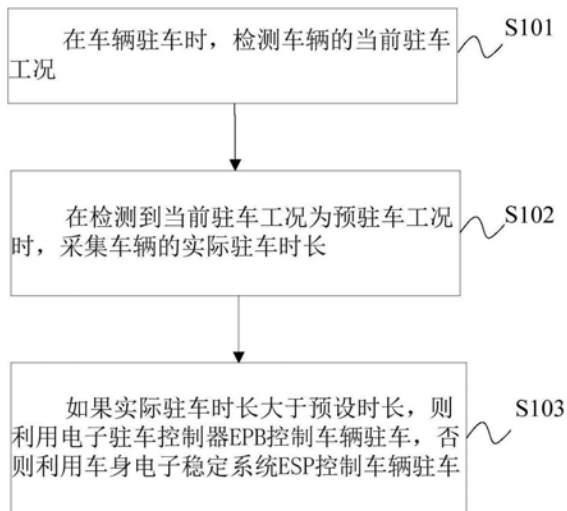 在车辆驻车时，检测车辆的当前驻车
工况
S101
在检测到当前驻车工况为预驻车工况
时，采集车辆的实际驻车时长
S102
如果实际驻车时长大于预设时长，则
利用电子驻车控制器EPB控制车辆驻车，否
则利用车身电子稳定系统ESP控制车辆驻车
S103